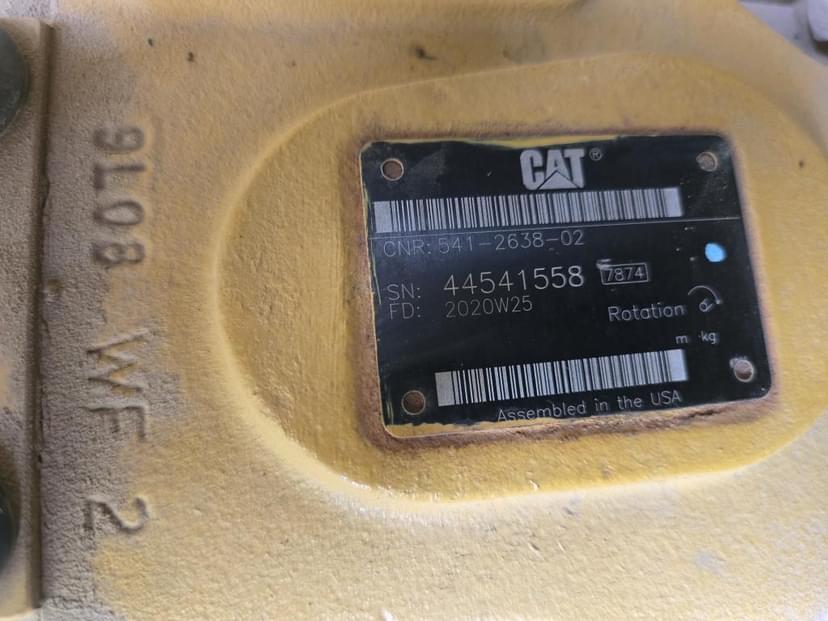 CAT®
CNR: 541-2638-02
SN: 44541558 7874
FD: 2020W25
Rotation
m kg
Assembled in the USA
9L08 WF 2